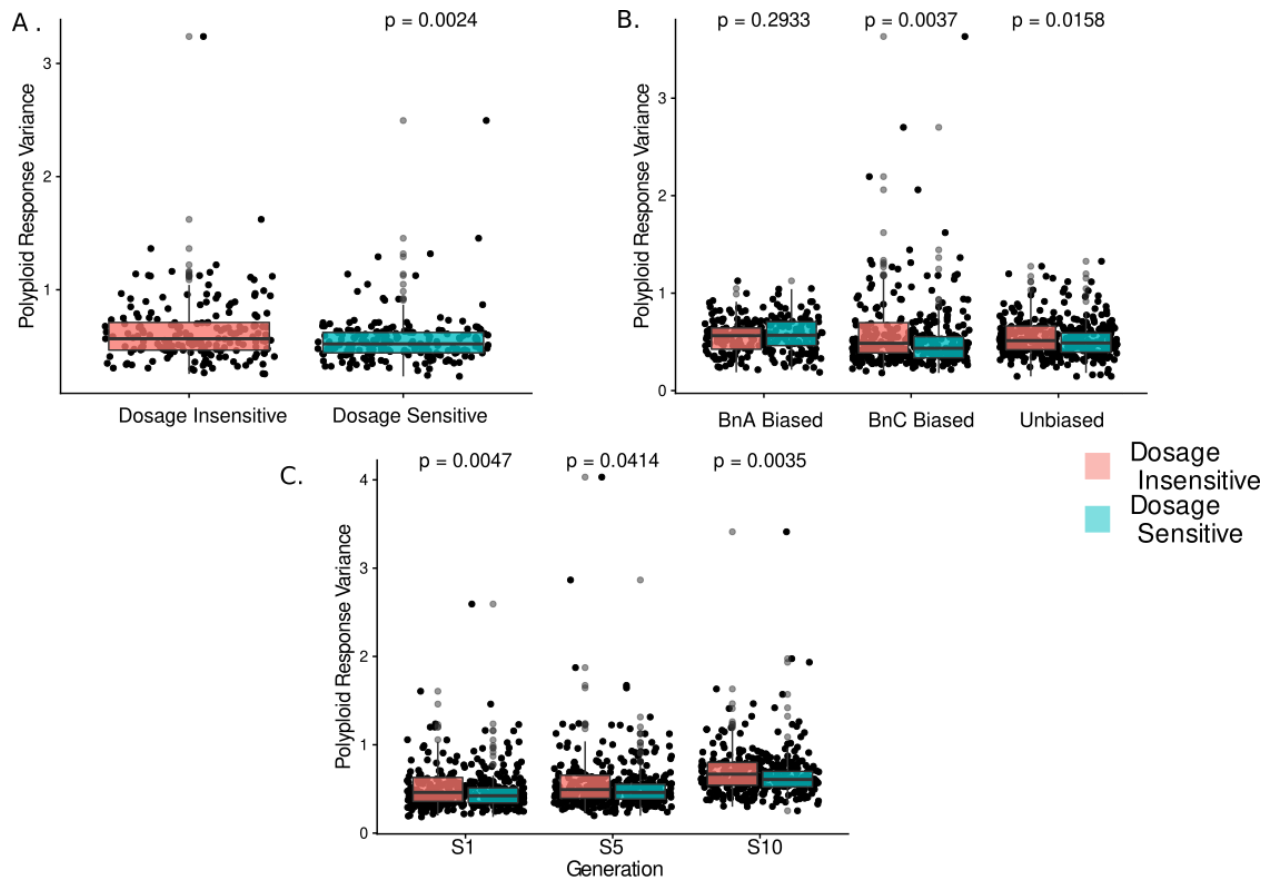 A .
p = 0.0024
Polyploid Response Variance
3
2
1
Dosage Insensitive
Dosage Sensitive
B.
p = 0.2933
p = 0.0037
p = 0.0158
Polyploid Response Variance
3
2
1
0
BnA Biased
BnC Biased
Unbiased
C.
p = 0.0047
p = 0.0414
p = 0.0035
Polyploid Response Variance
4
3
2
1
0
S1
S5
S10
Generation
Dosage
Insensitive
Dosage
Sensitive